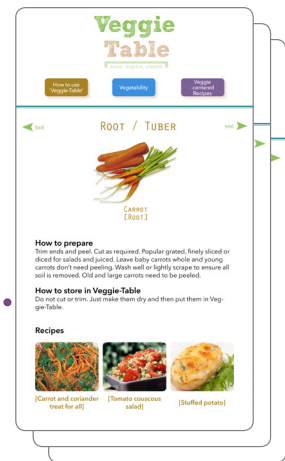 Veggie
Table
How to use
'Veggie Table'
Vegetability
Veggie
-centered
Recipes
back
Root / Tuber
next
Carrot
[Root]
How to prepare
Trim ends and peel. Cut as required. Popular grated, finely sliced or
diced for salads and juiced. Leave baby carrots whole and young
carrots don't need peeling. Wash well or lightly scrape to ensure all
soil is removed. Old and large carrots need to be peeled.
How to store in Veggie-Table
Do not cut or trim. Just make them dry and then put them in Veg-
gie-Table.
Recipes
[Carrot and coriander
treat for all]
[Tomato couscous
salad]
[Stuffed potato]